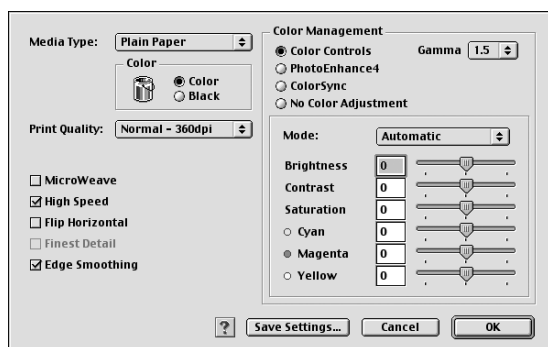 Media Type: Plain Paper
Color
Color
Black
Print Quality: Normal - 360dpi
MicroWeave
High Speed
Flip Horizontal
Finest Detail
Edge Smoothing
Color Management
Color Controls
Gamma 1.5
PhotoEnhance4
ColorSync
No Color Adjustment
Mode: Automatic
Brightness 0
Contrast 0
Saturation 0
Cyan 0
Magenta 0
Yellow 0
? Save Settings... Cancel OK